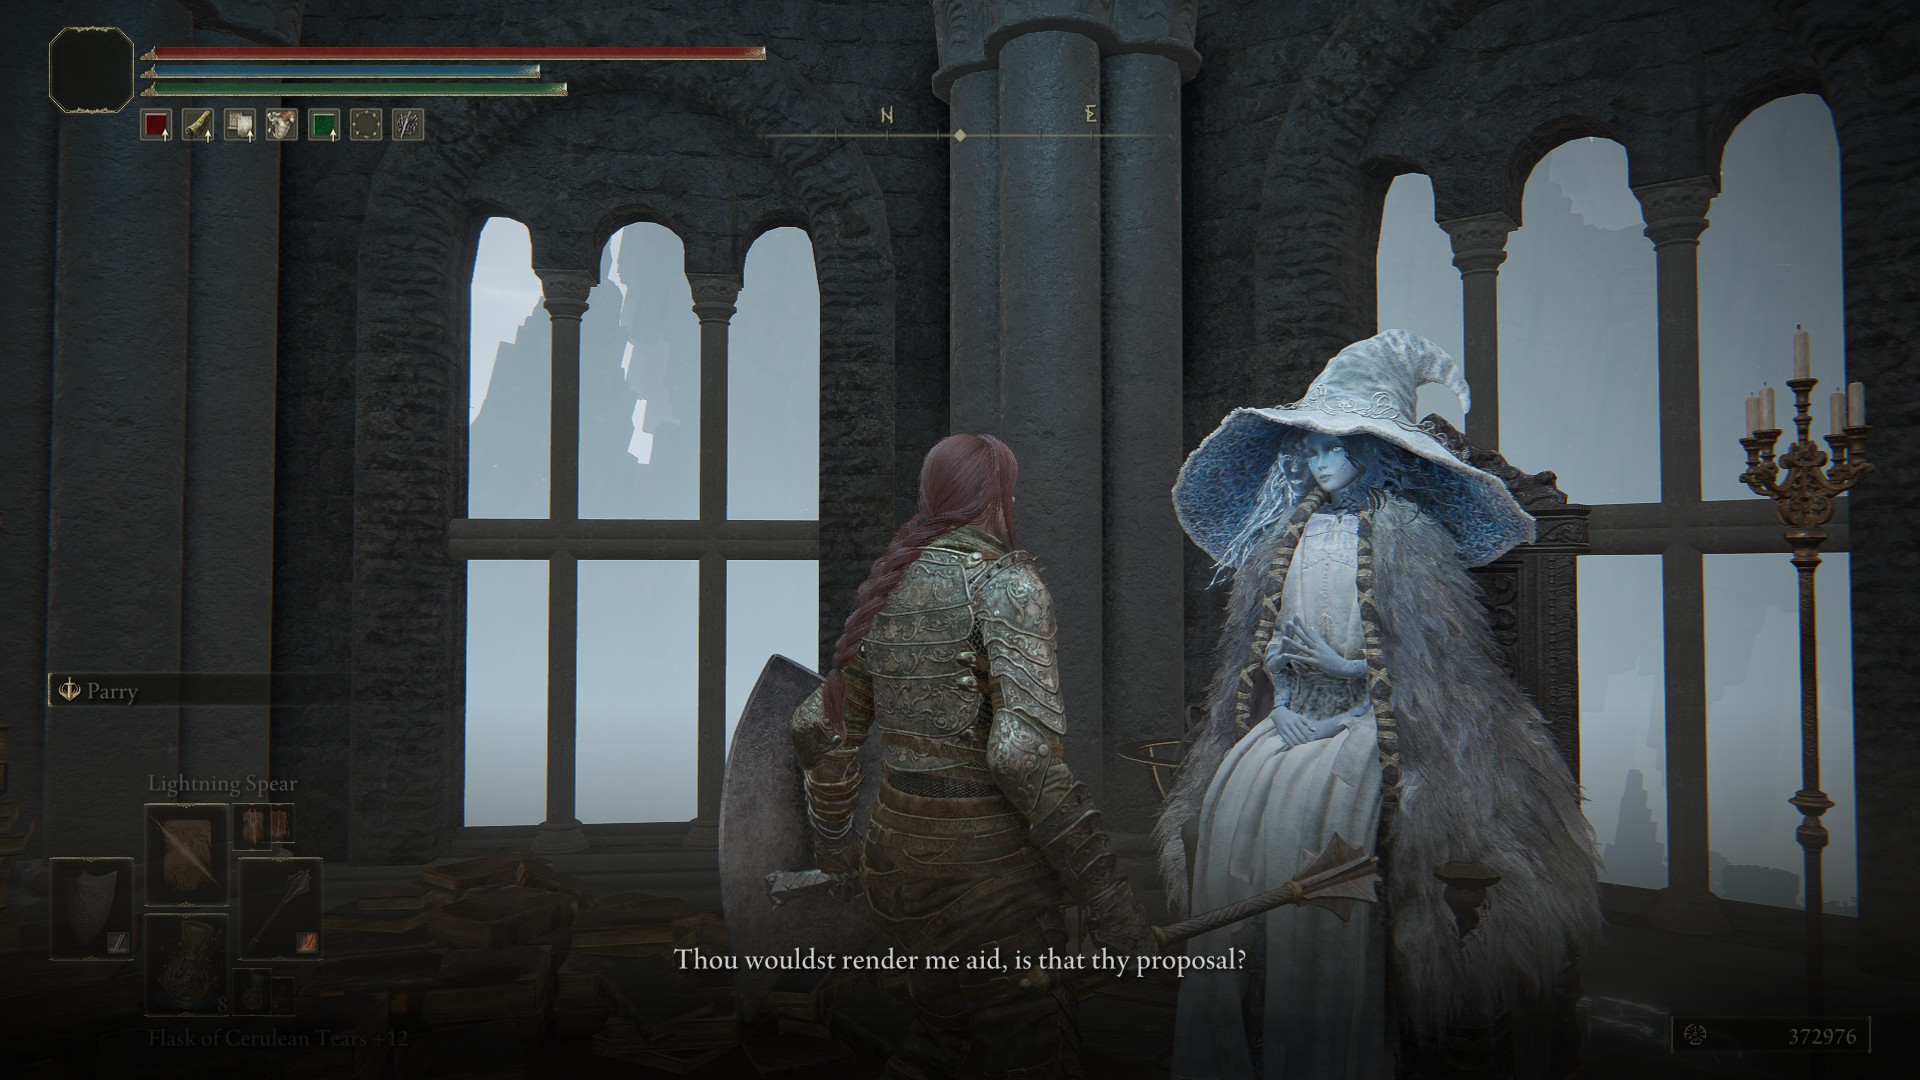 N E
Parry
Lightning Spear
8
Thou wouldst render me aid, is that thy proposal?
Flask of Cerulean Tears +12
372976